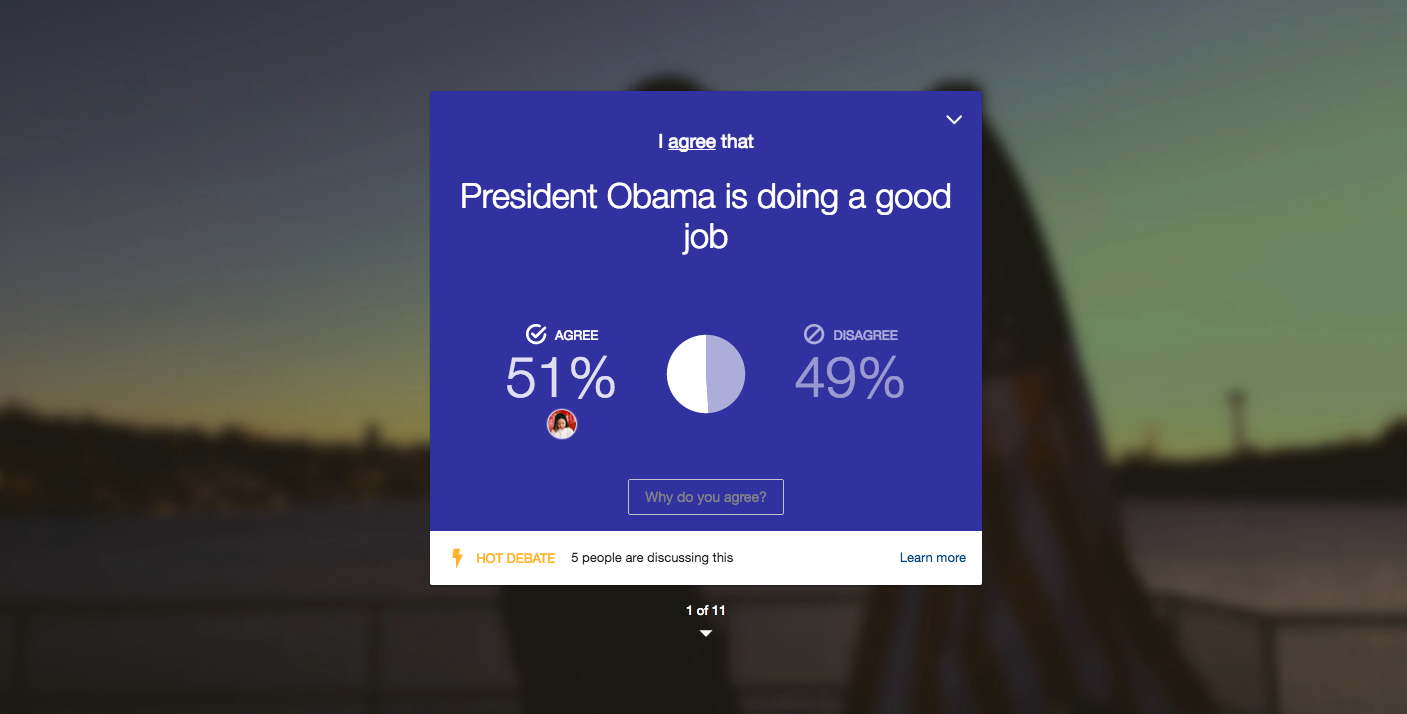 I agree that
President Obama is doing a good
job
AGREE
51%
DISAGREE
49%
Why do you agree?
HOT DEBATE 5 people are discussing this Learn more
1 of 11